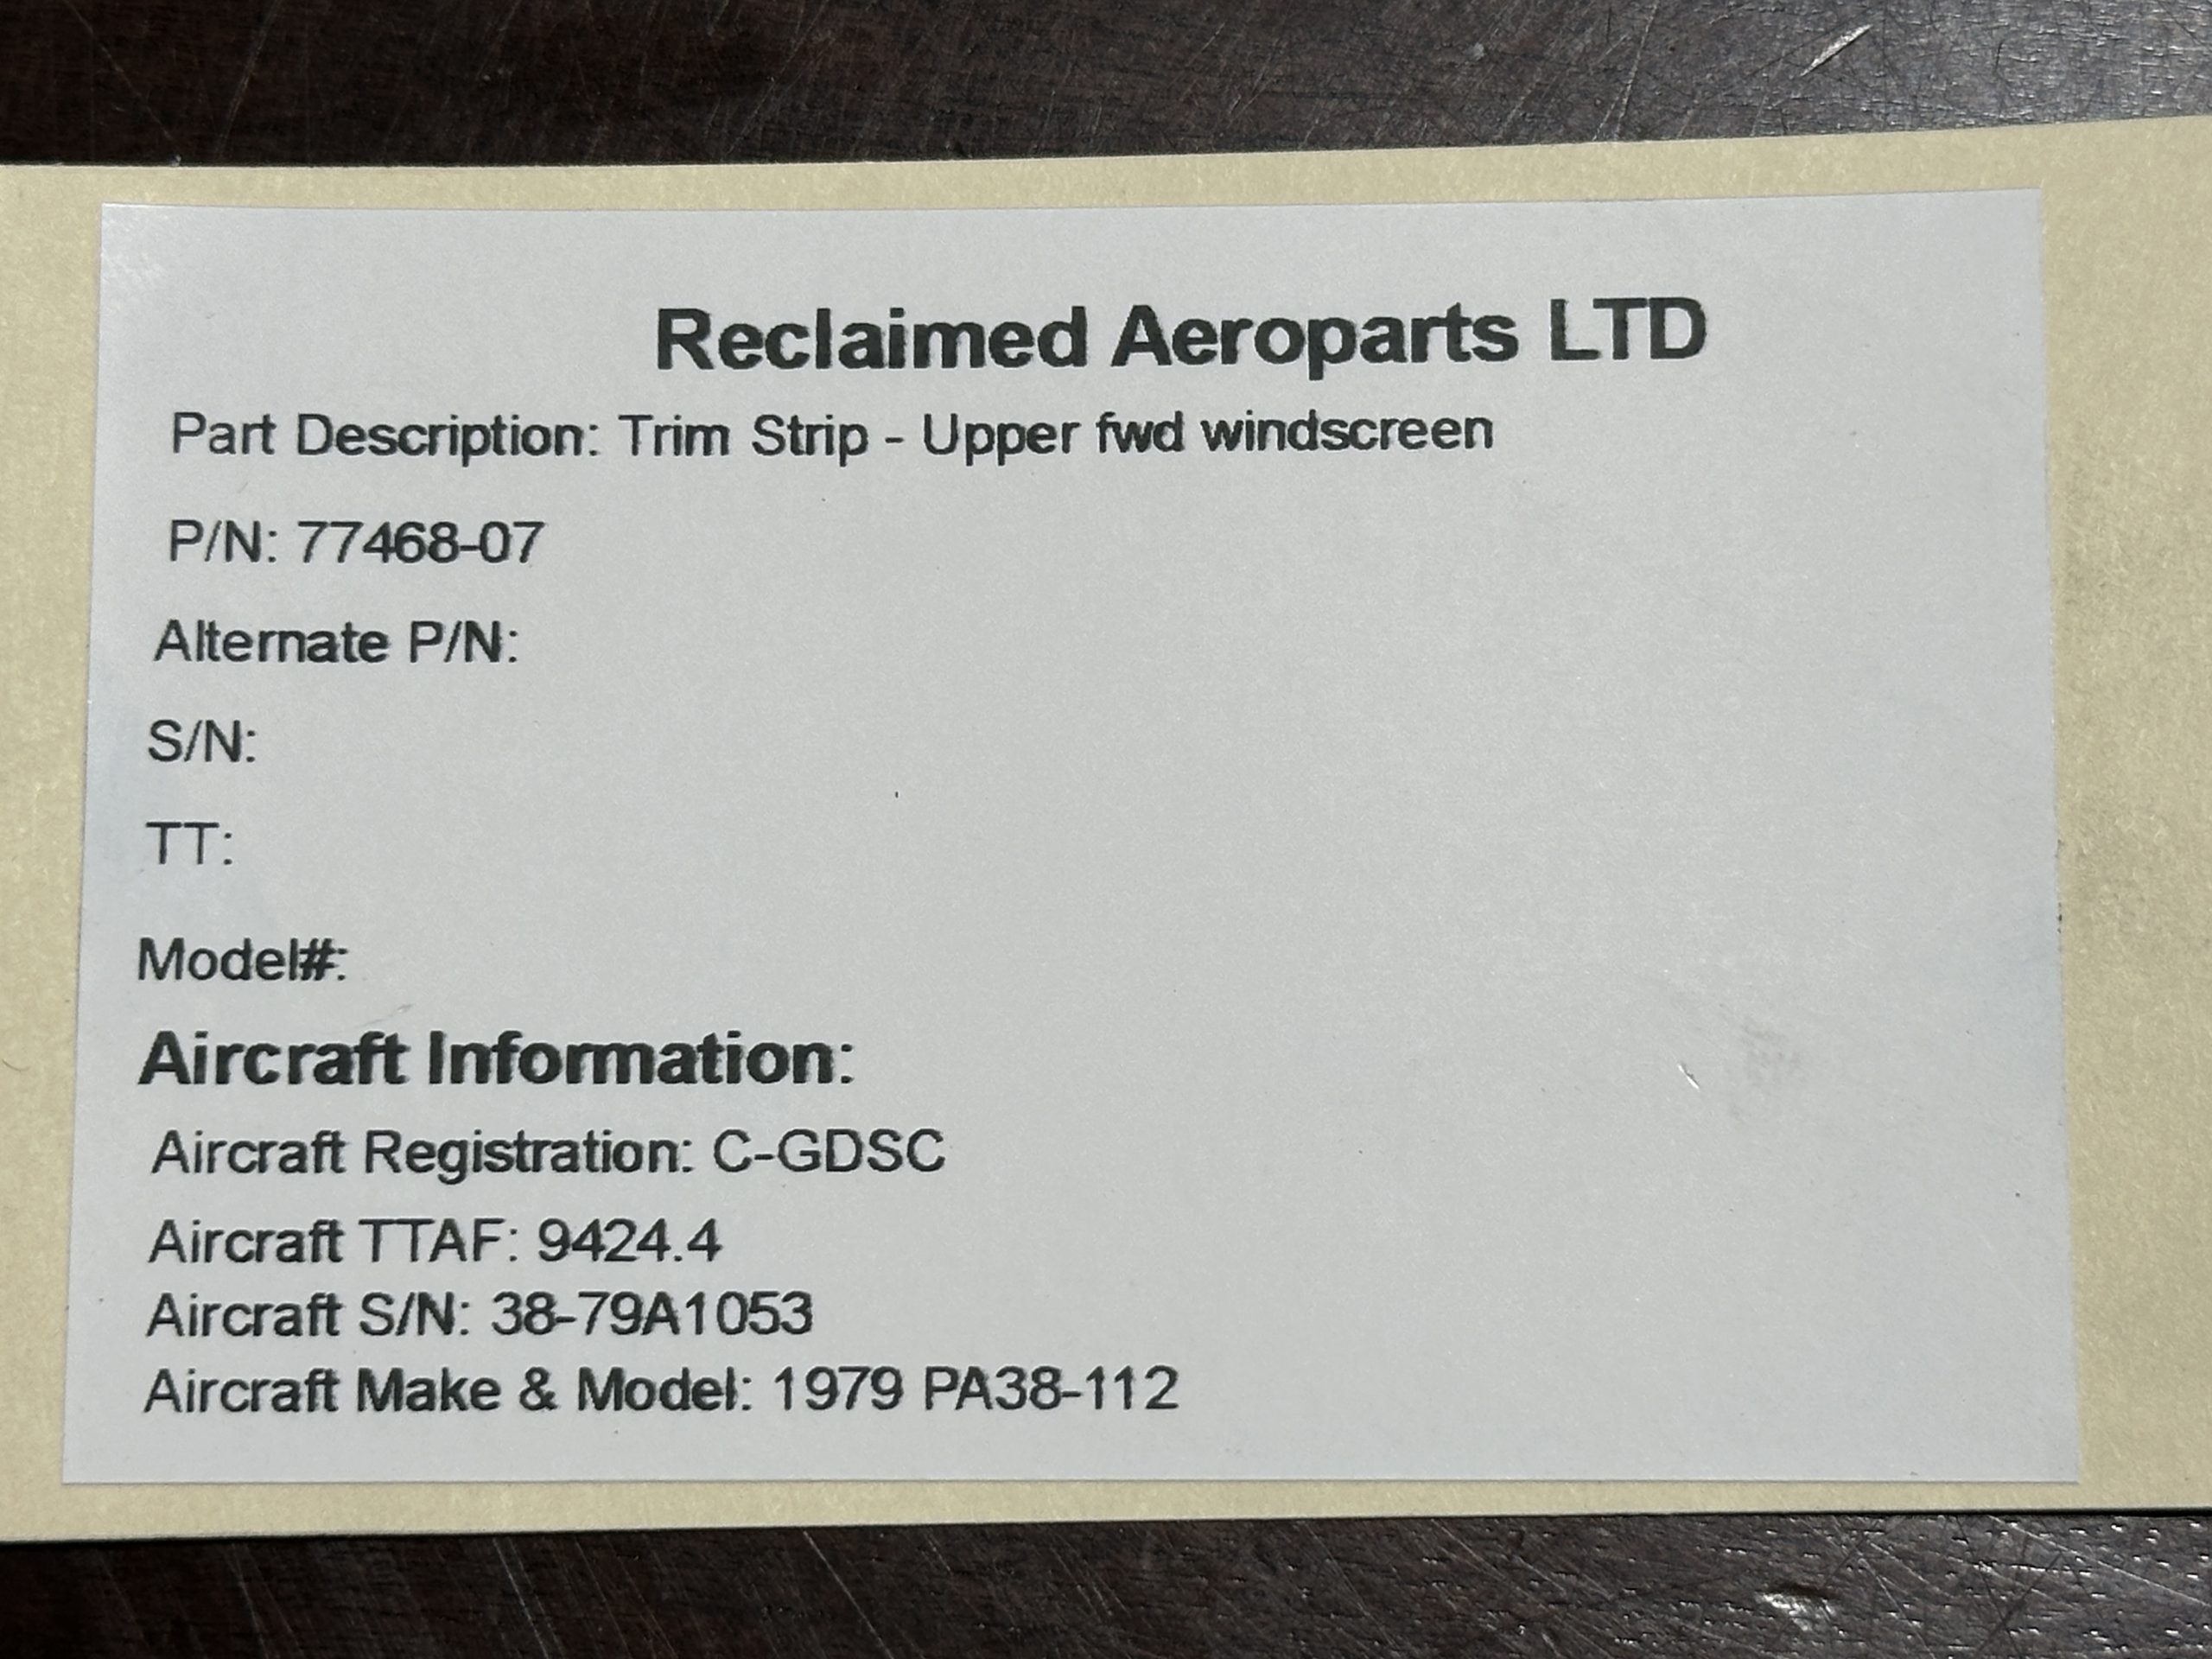 Reclaimed Aeroparts LTD
Part Description: Trim Strip - Upper fwd windscreen
P/N: 77468-07
Alternate P/N:
S/N:
TT:
Model#:
Aircraft Information:
Aircraft Registration: C-GDSC
Aircraft TTAF: 9424.4
Aircraft S/N: 38-79A1053
Aircraft Make & Model: 1979 PA38-112